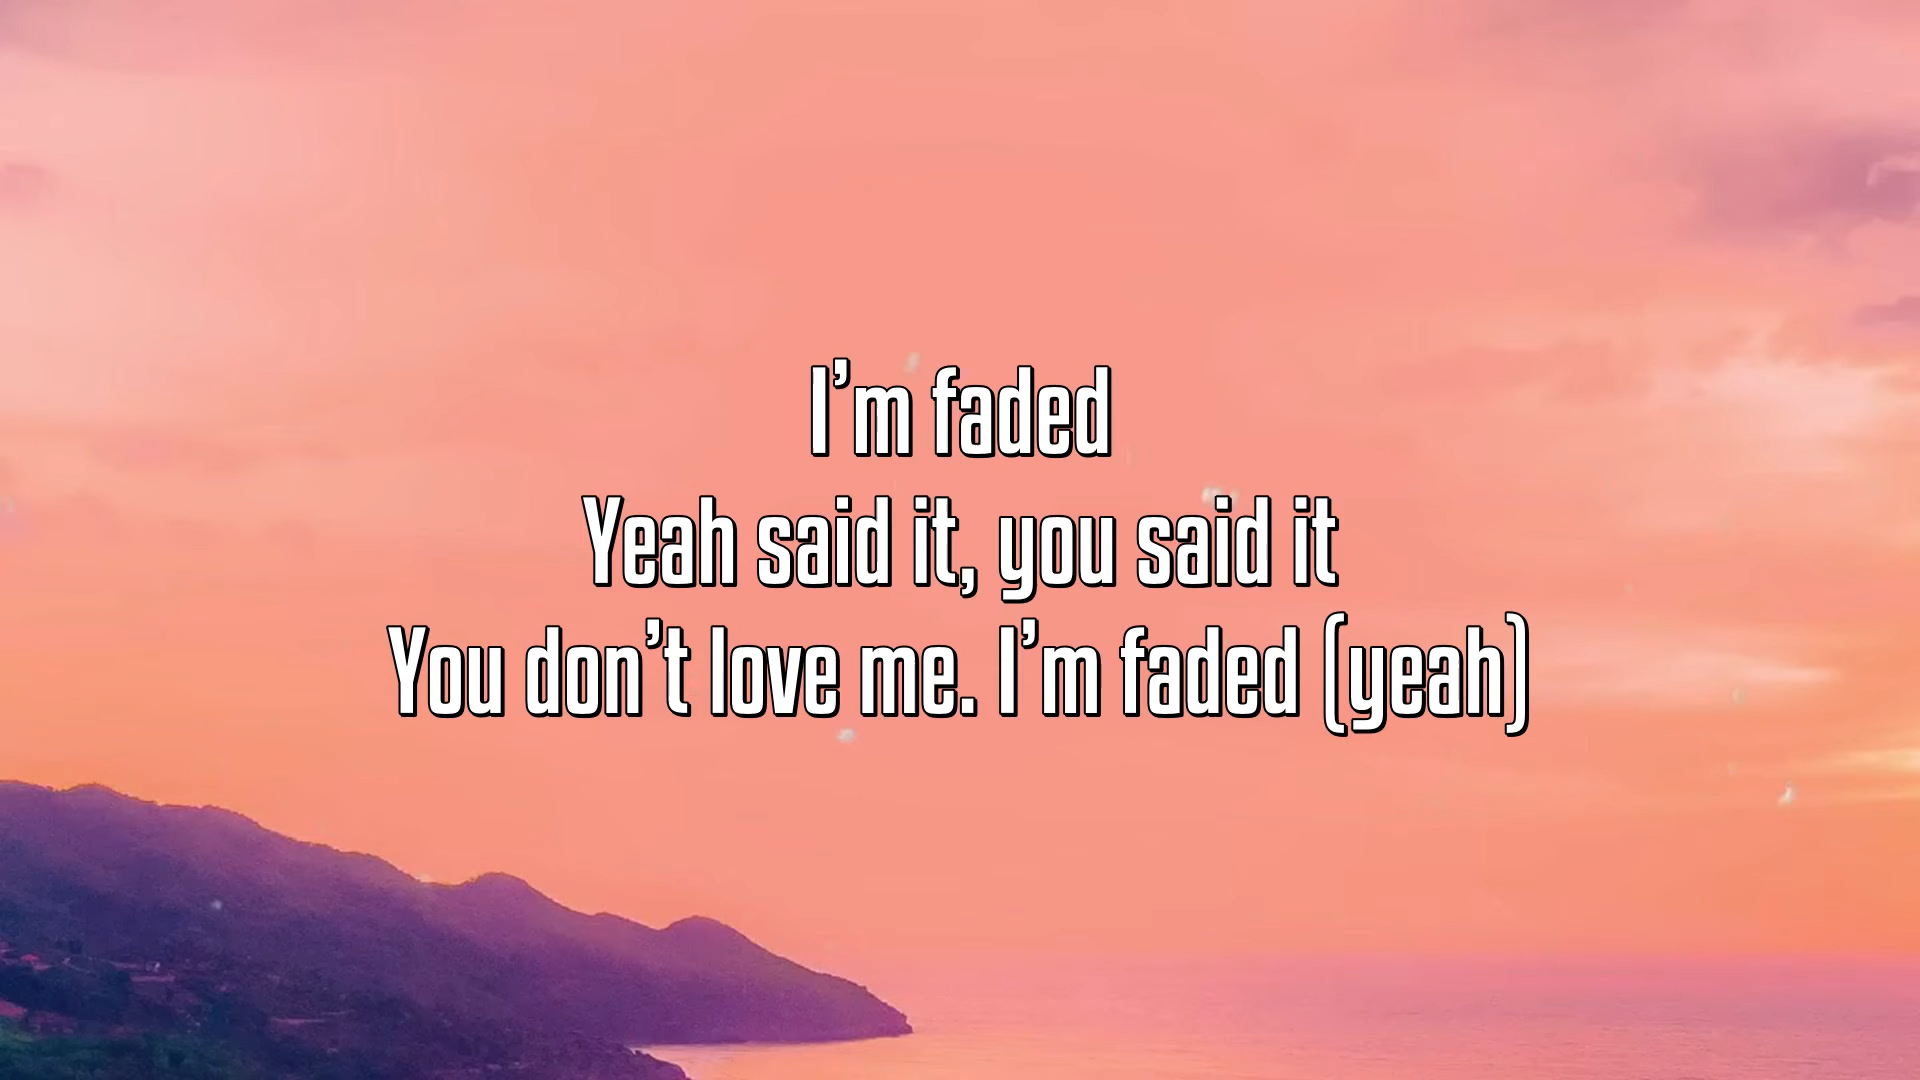 I'm faded
Yeah said it, you said it
You don't love me. I'm faded (yeah)